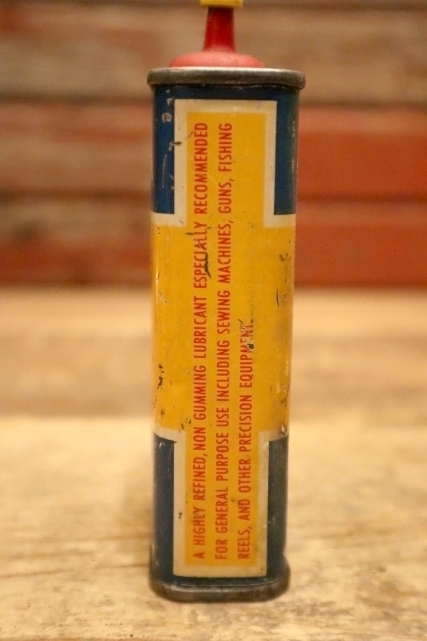 A HIGHLY REFINED, NON GUMMING LUBRICANT ESPECIALLY RECOMMENDED
FOR GENERAL PURPOSE USE INCLUDING SEWING MACHINES, GUNS, FISHING
REELS, AND OTHER PRECISION EQUIPMENT.